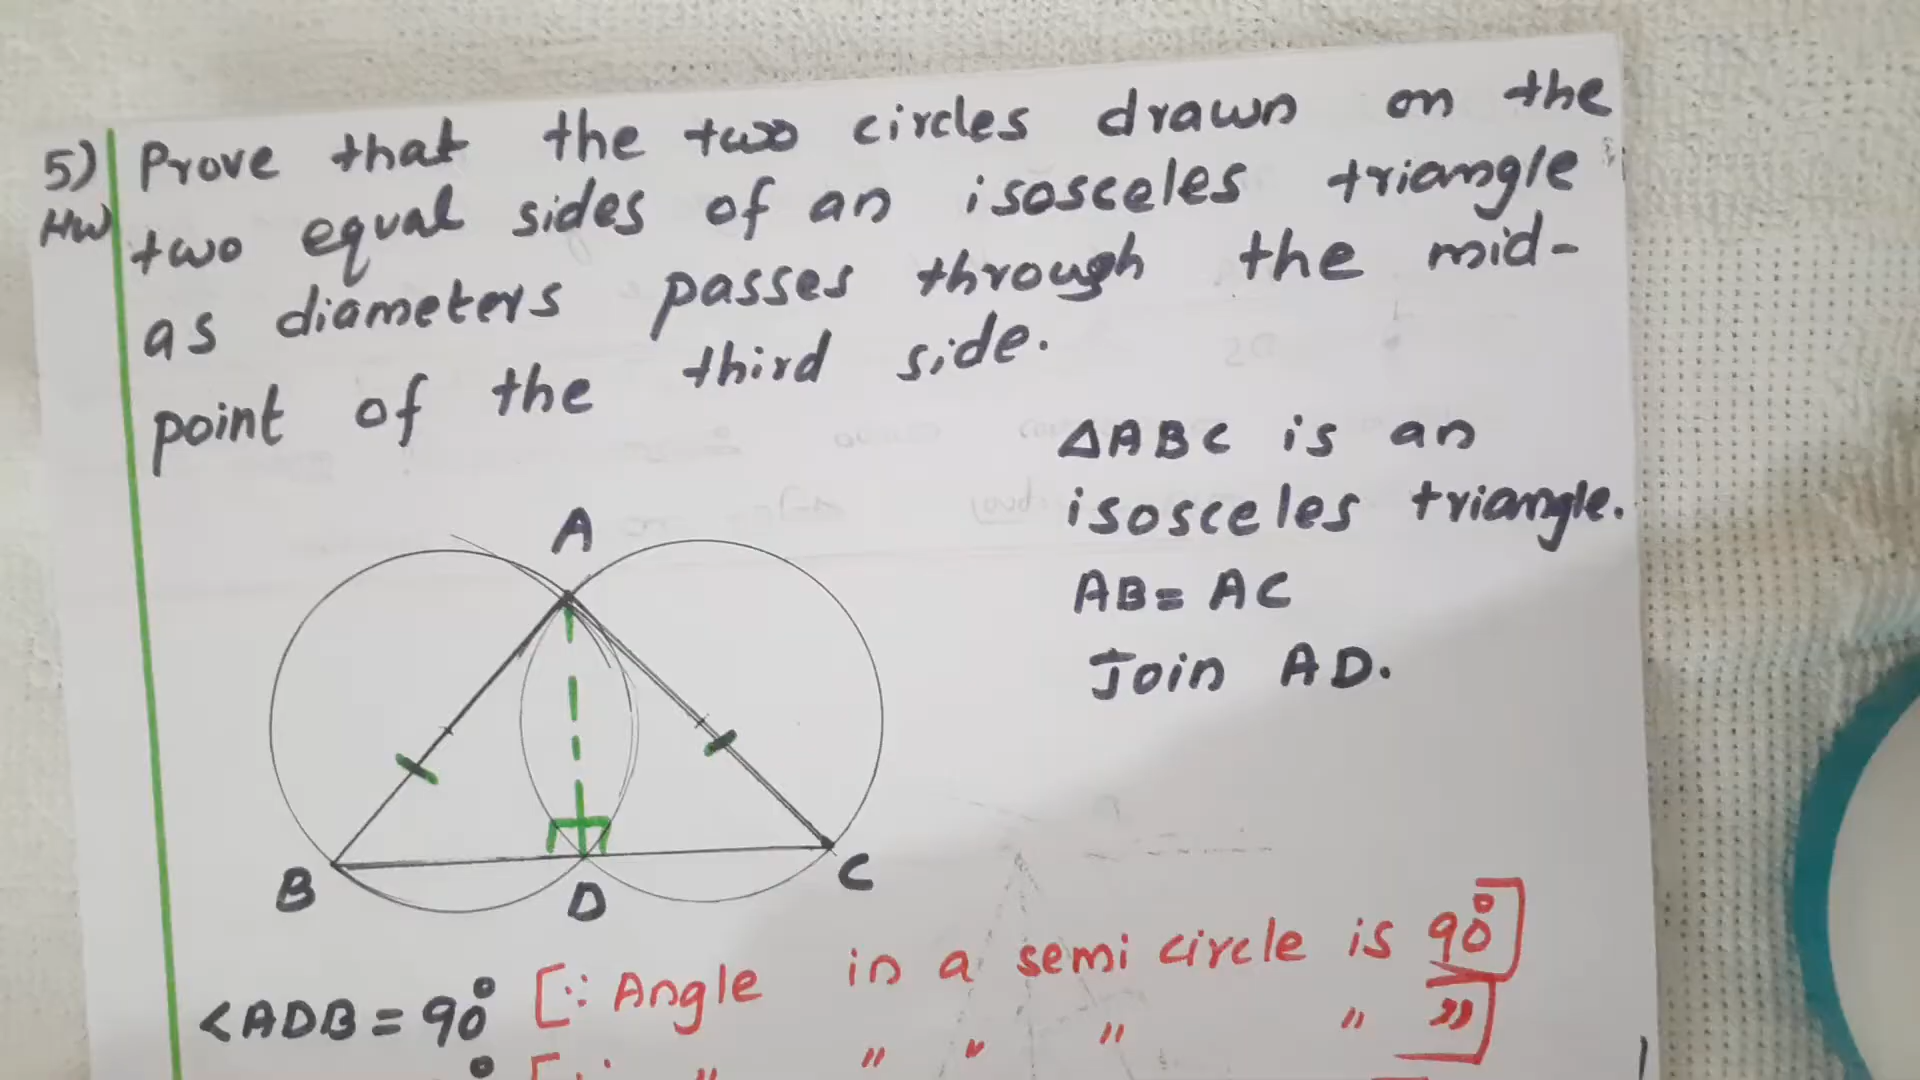 5) Prove that the two circles drawn on the
HW two equal sides of an isosceles triangle
as diameters passes through the mid-
point of the third side.
△ABC is an
isosceles triangle.
AB = AC
Join AD.
A
B
D
C
<ADB = 90° [∵ Angle in a semi circle is 90°]
° [∵ " " " " " "]